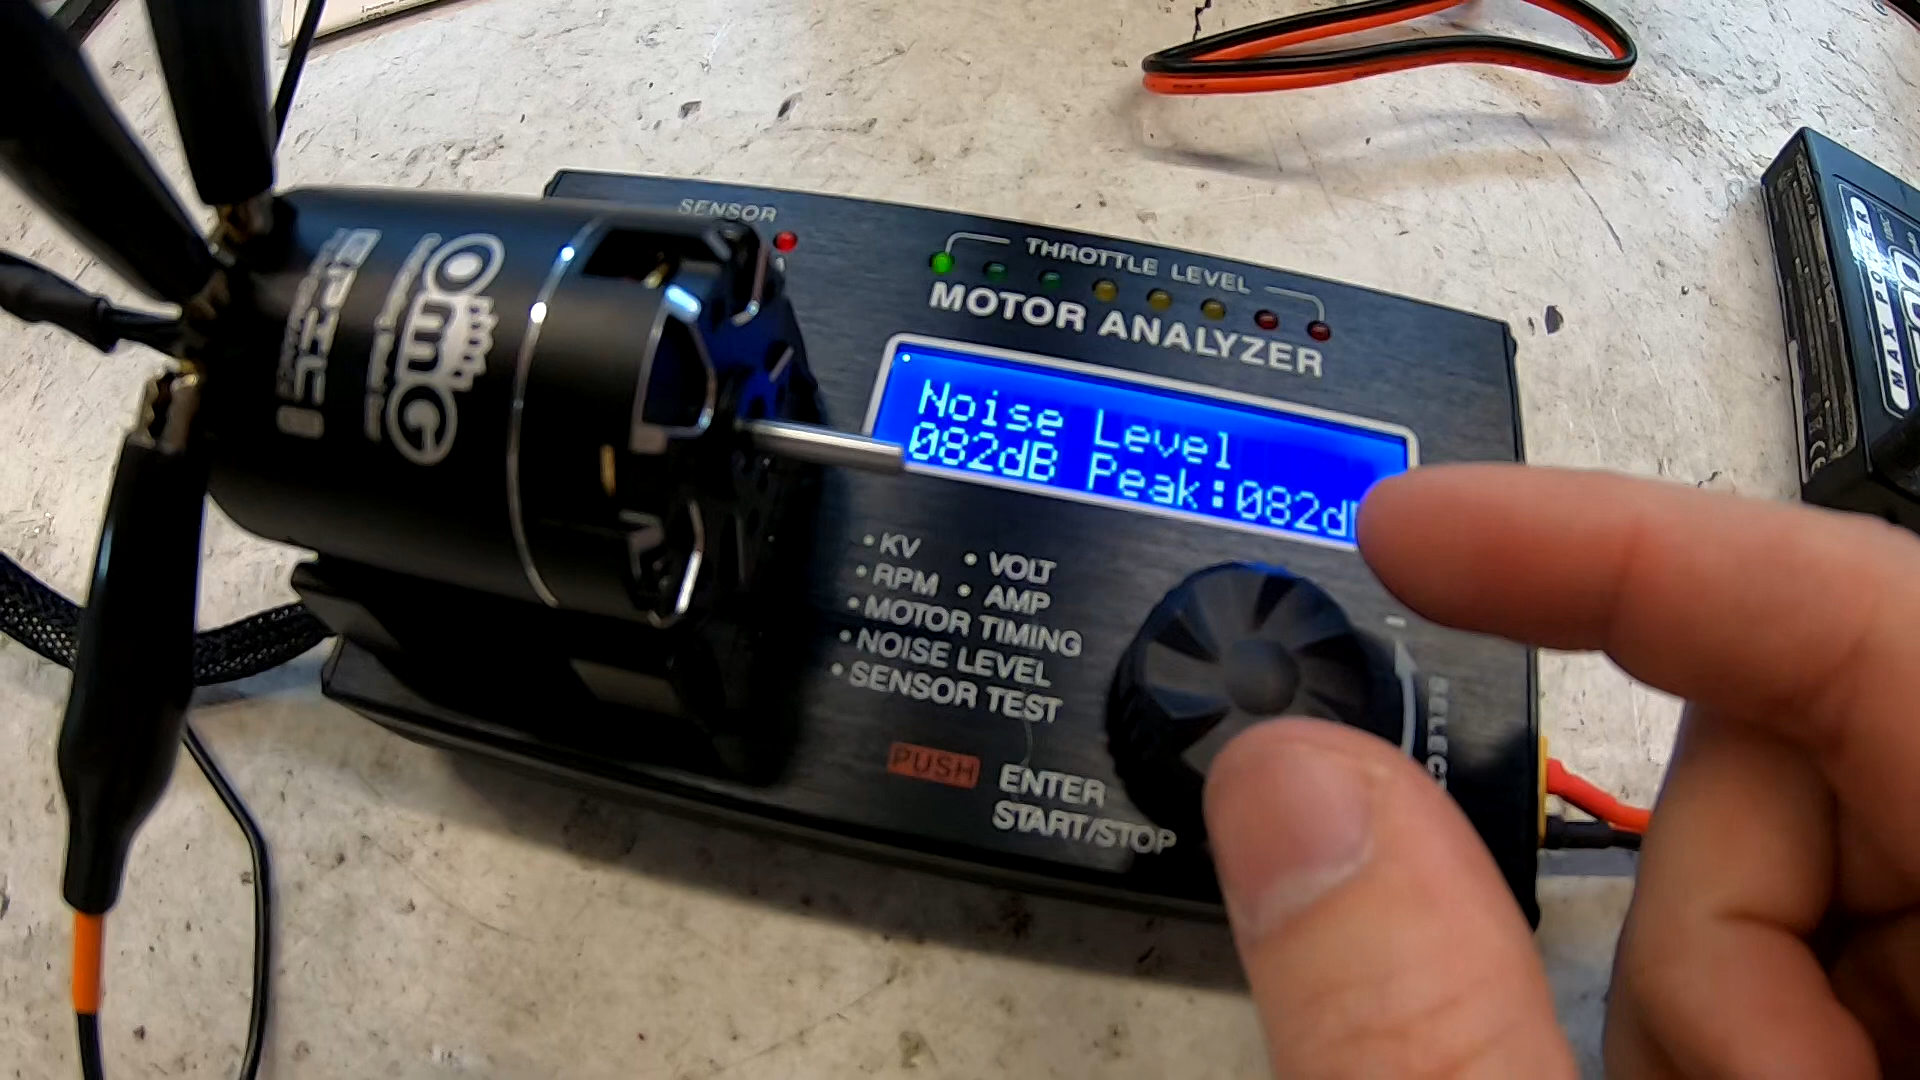 SENSOR
THROTTLE LEVEL
MOTOR ANALYZER
Noise Level
082dB Peak:082d
• KV • VOLT
• RPM • AMP
• MOTOR TIMING
• NOISE LEVEL
• SENSOR TEST
PUSH ENTER
START/STOP
SELECT
OMG
EPIC
MAX POWER